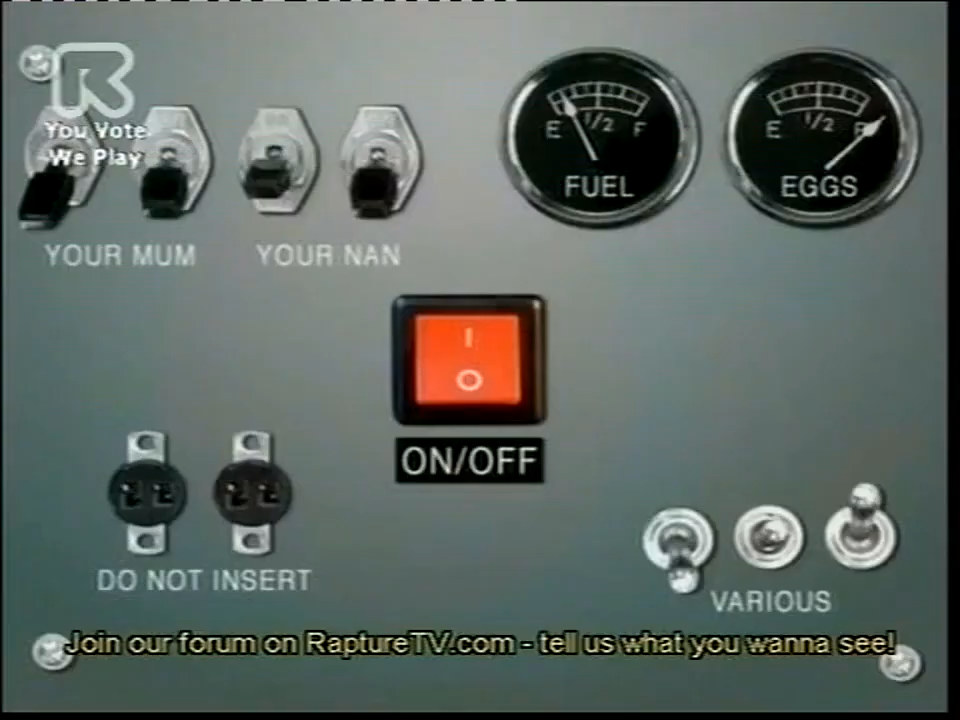 You Vote
We Play
E 1/2 F
FUEL
E 1/2 F
EGGS
YOUR MUM
YOUR NAN
I
O
ON/OFF
DO NOT INSERT
VARIOUS
Join our forum on RaptureTV.com - tell us what you wanna see!